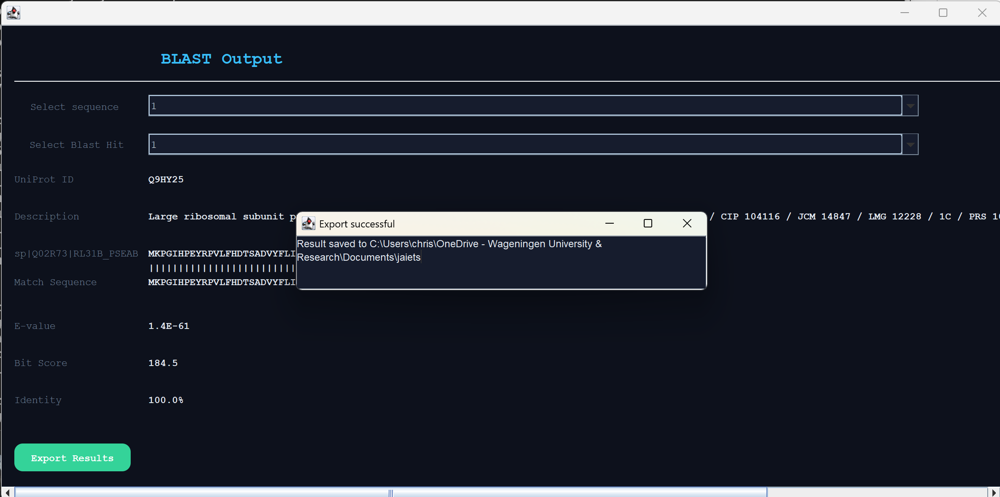 BLAST Output
Select sequence 1
Select Blast Hit 1
UniProt ID Q9HY25
Description Large ribosomal subunit / CIP 104116 / JCM 14847 / LMG 12228 / 1C / PRS
Export successful
Result saved to C:\Users\chris\OneDrive - Wageningen University &
Research\Documents\jaiets
sp|Q02R73|RL31B_PSEAB MKPGIHPEYRPVLFHDTSADVYFLI
|||||||||||||||||||||||||
Match Sequence MKPGIHPEYRPVLFHDTSADVYFLI
E-value 1.4E-61
Bit Score 184.5
Identity 100.0%
Export Results